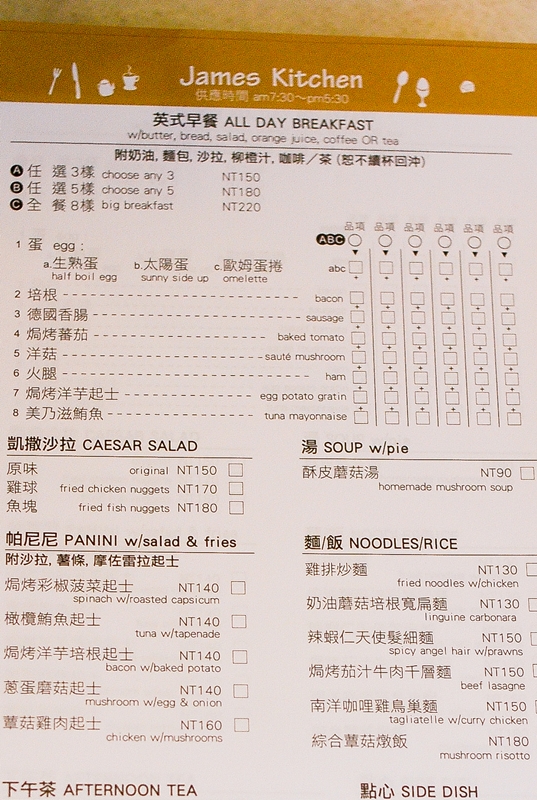 James Kitchen
供應時間 am7:30～pm5:30
英式早餐 ALL DAY BREAKFAST
w/butter, bread, salad, orange juice, coffee OR tea
附奶油, 麵包, 沙拉, 柳橙汁, 咖啡／茶 (恕不續杯回沖)
A 任 選 3樣 choose any 3 NT150
B 任 選 5樣 choose any 5 NT180
C 全 餐 8樣 big breakfast NT220
品項 品項 品項 品項 品項 品項
ABC
1 蛋 egg :
a.生熟蛋 b.太陽蛋 c.歐姆蛋捲 abc
half boil egg sunny side up omelette
2 培根 bacon
3 德國香腸 sausage
4 焗烤蕃茄 baked tomato
5 洋菇 sauté mushroom
6 火腿 ham
7 焗烤洋芋起士 egg potato gratin
8 美乃滋鮪魚 tuna mayonnaise
凱撒沙拉 CAESAR SALAD
原味 original NT150
雞球 fried chicken nuggets NT170
魚塊 fried fish nuggets NT180
湯 SOUP w/pie
酥皮蘑菇湯 NT90
homemade mushroom soup
帕尼尼 PANINI w/salad & fries
附沙拉, 薯條, 摩佐雷拉起士
焗烤彩椒菠菜起士 NT140
spinach w/roasted capsicum
橄欖鮪魚起士 NT140
tuna w/tapenade
焗烤洋芋培根起士 NT140
bacon w/baked potato
蔥蛋磨菇起士 NT140
mushroom w/egg & onion
蕈菇雞肉起士 NT160
chicken w/mushrooms
麵/飯 NOODLES/RICE
雞排炒麵 NT130
fried noodles w/chicken
奶油蘑菇培根寬扁麵 NT130
linguine carbonara
辣蝦仁天使髮細麵 NT150
spicy angel hair w/prawns
焗烤茄汁牛肉千層麵 NT150
beef lasagne
南洋咖哩雞鳥巢麵 NT150
tagliatelle w/curry chicken
綜合蕈菇燉飯 NT180
mushroom risotto
下午茶 AFTERNOON TEA
點心 SIDE DISH